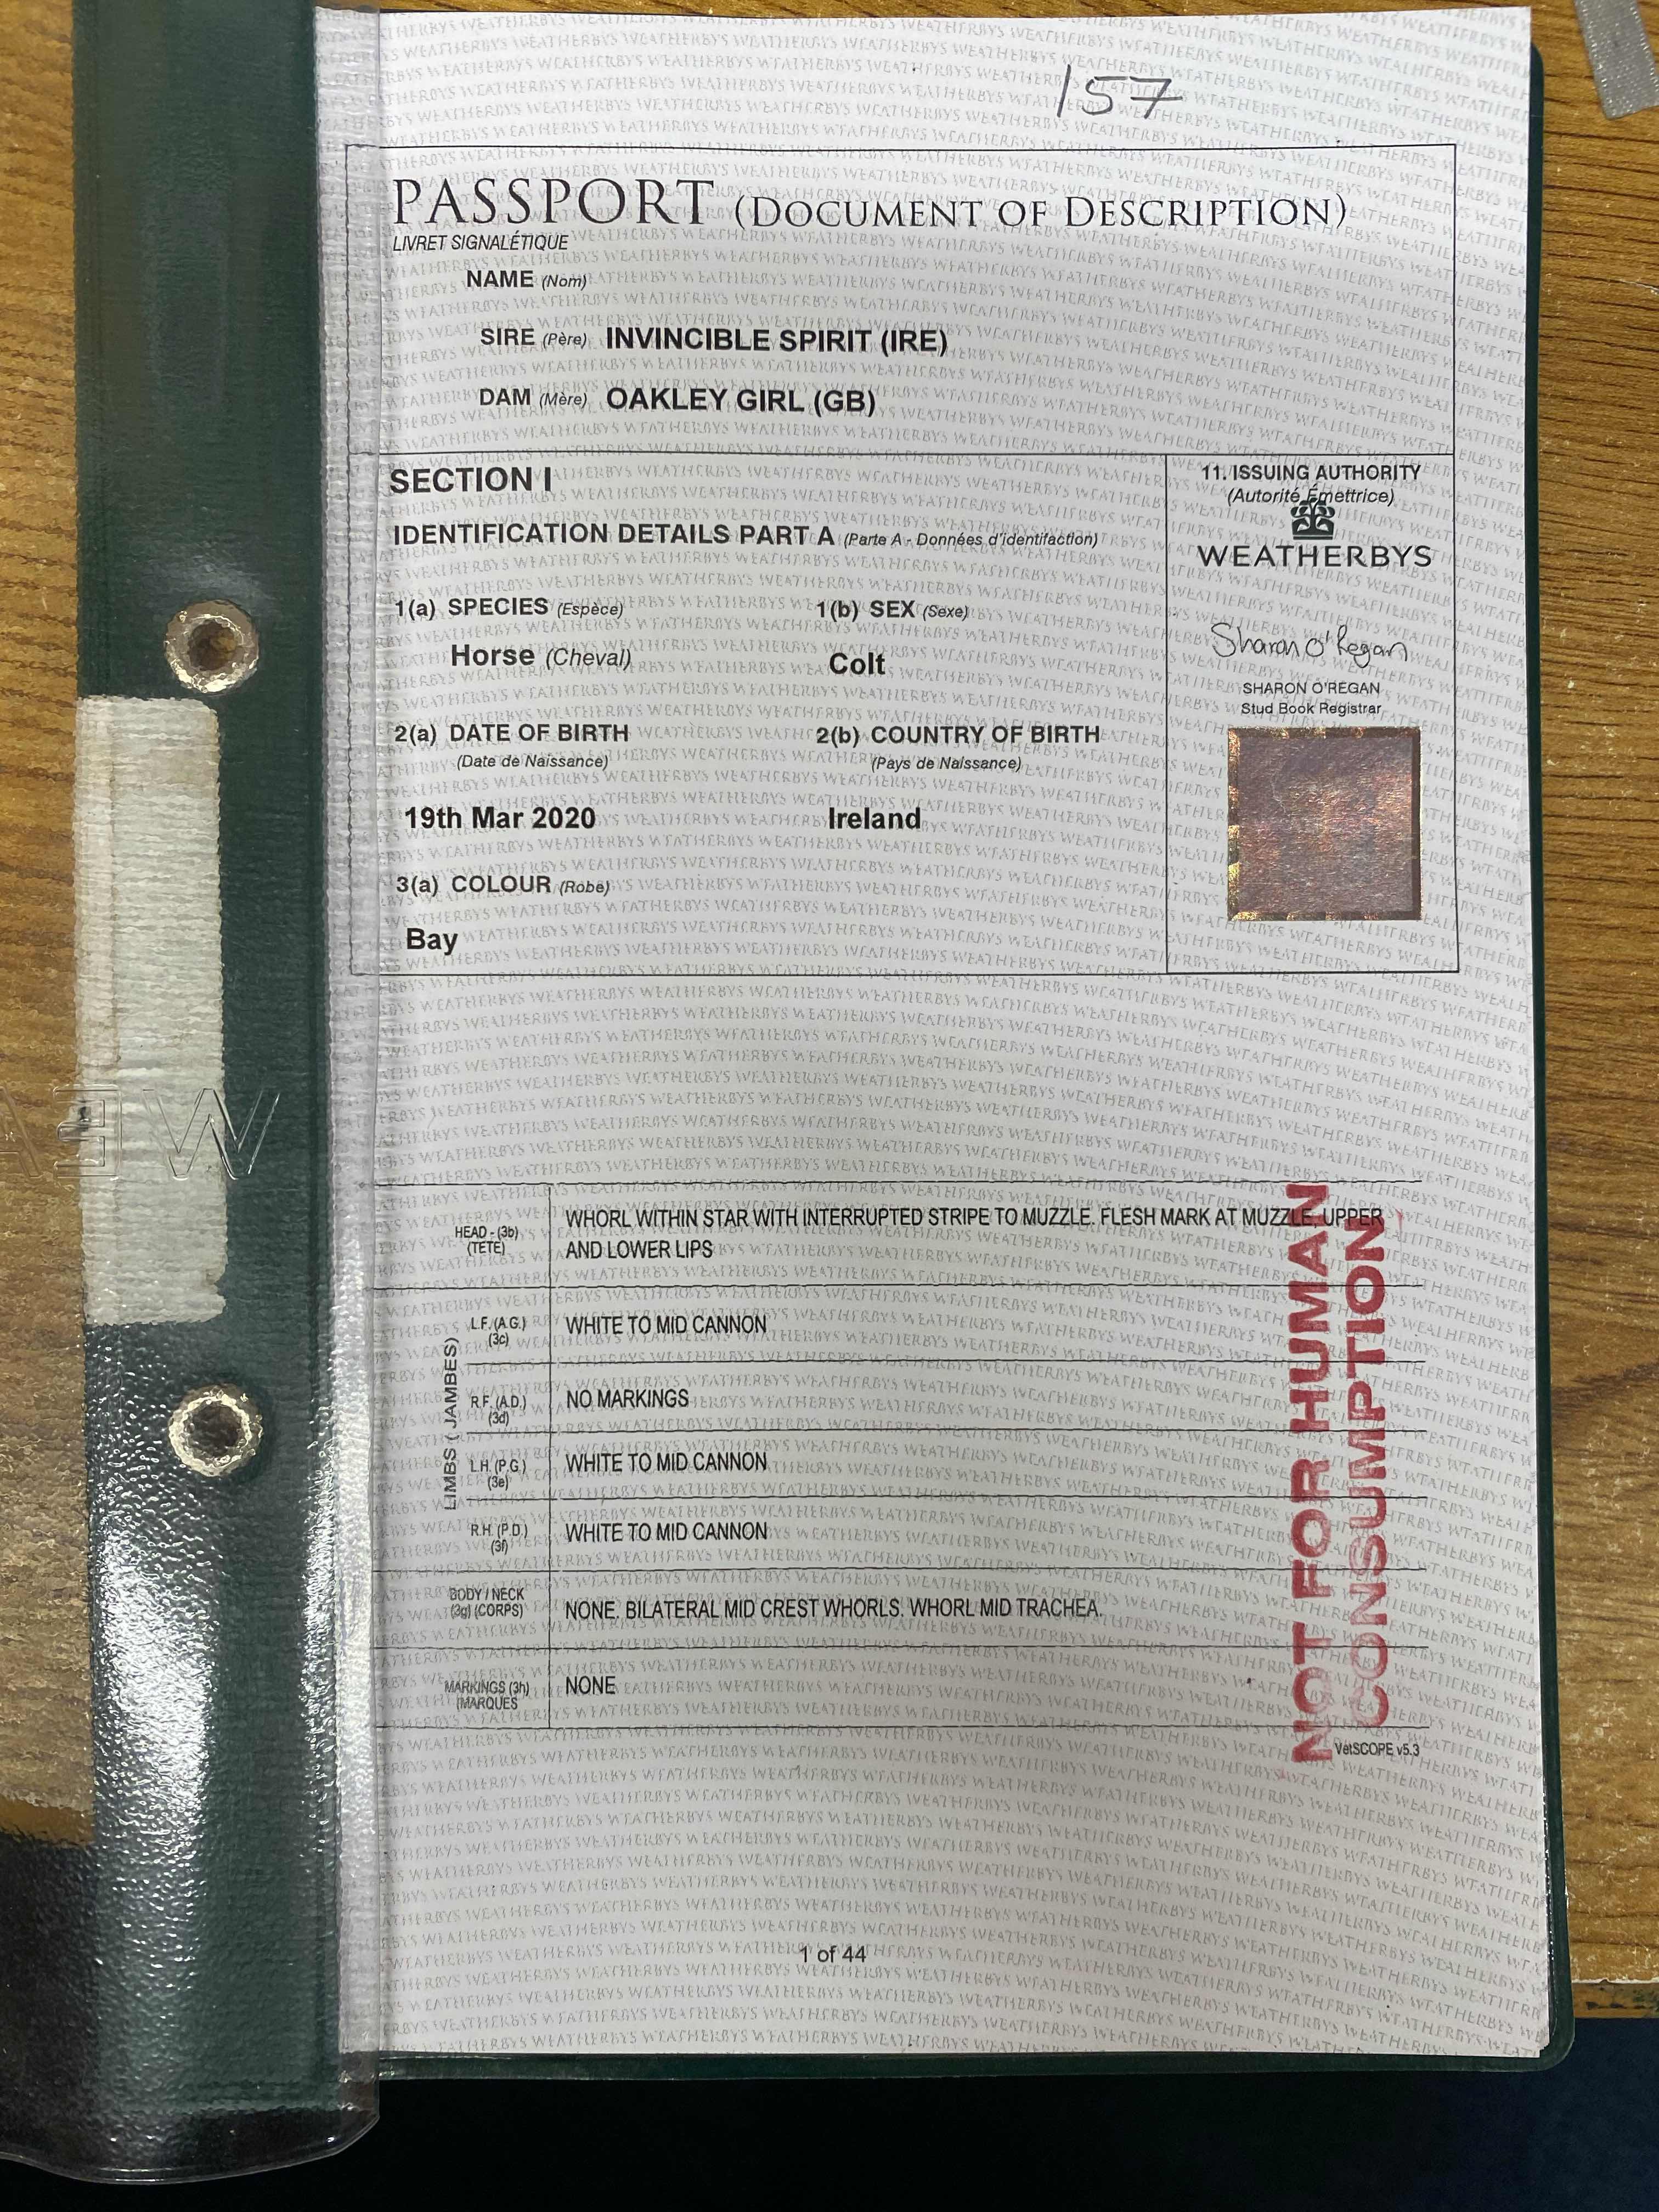 157
PASSPORT (DOCUMENT OF DESCRIPTION)
LIVRET SIGNALÉTIQUE
NAME (Nom)
SIRE (Père) INVINCIBLE SPIRIT (IRE)
DAM (Mère) OAKLEY GIRL (GB)
SECTION I
IDENTIFICATION DETAILS PART A (Parte A - Données d'identifaction)
1(a) SPECIES (Espèce) 1(b) SEX (Sexe)
Horse (Cheval) Colt
2(a) DATE OF BIRTH 2(b) COUNTRY OF BIRTH
(Date de Naissance) (Pays de Naissance)
19th Mar 2020 Ireland
3(a) COLOUR (Robe)
Bay
11. ISSUING AUTHORITY
(Autorité Émettrice)
WEATHERBYS
Sharon O'Regan
SHARON O'REGAN
Stud Book Registrar
HEAD - (3b)
(TETE)
WHORL WITHIN STAR WITH INTERRUPTED STRIPE TO MUZZLE. FLESH MARK AT MUZZLE, UPPER
AND LOWER LIPS
LIMBS (JAMBES)
L.F. (A.G.)
(3c)
WHITE TO MID CANNON
R.F. (A.D.)
(3d)
NO MARKINGS
L.H. (P.G.)
(3e)
WHITE TO MID CANNON
R.H. (P.D.)
(3f)
WHITE TO MID CANNON
BODY / NECK
(3g) (CORPS)
NONE. BILATERAL MID CREST WHORLS. WHORL MID TRACHEA.
MARKINGS (3h)
(MARQUES
NONE
NOT FOR HUMAN
CONSUMPTION
VetSCOPE v5.3
1 of 44